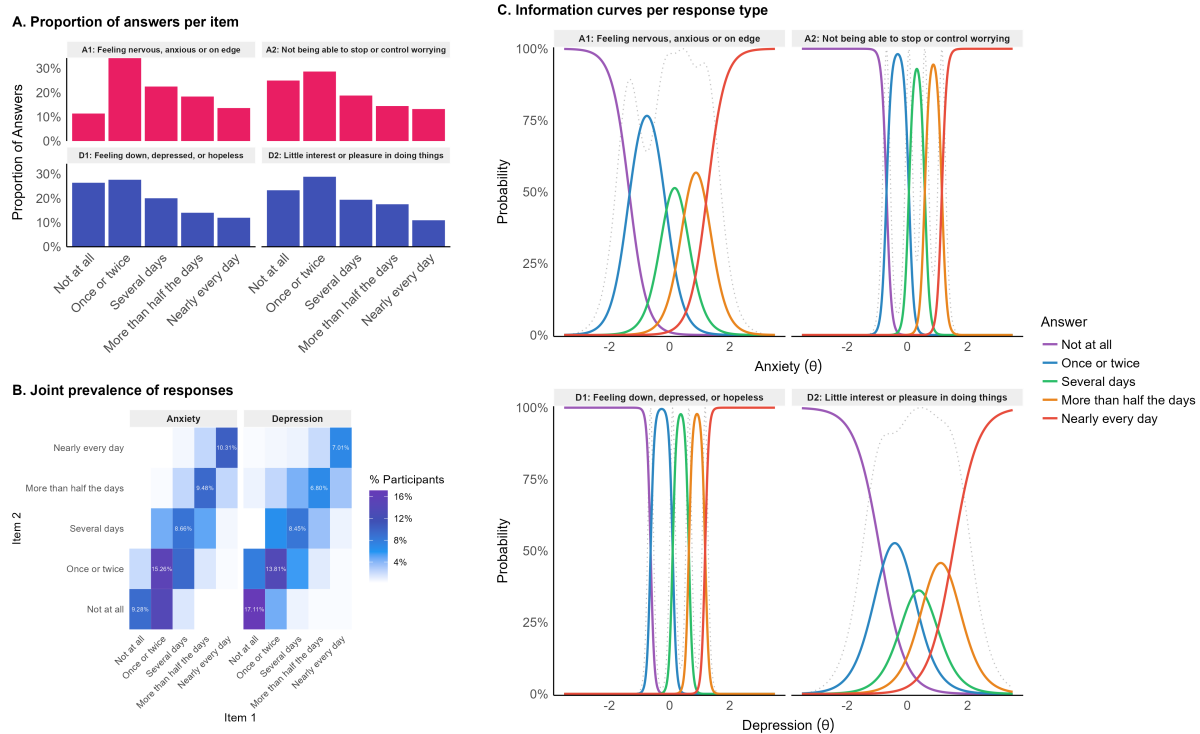 A. Proportion of answers per item
A1: Feeling nervous, anxious or on edge
A2: Not being able to stop or control worrying
30%
20%
10%
0%
D1: Feeling down, depressed, or hopeless
D2: Little interest or pleasure in doing things
30%
20%
10%
0%
Proportion of Answers
Not at all
Once or twice
Several days
More than half the days
Nearly every day
Not at all
Once or twice
Several days
More than half the days
Nearly every day
B. Joint prevalence of responses
Anxiety
Depression
Nearly every day
More than half the days
Several days
Once or twice
Not at all
Item 2
10.31%
7.01%
9.48%
6.80%
8.66%
8.45%
15.26%
13.81%
9.28%
17.11%
Not at all
Once or twice
Several days
More than half the days
Nearly every day
Not at all
Once or twice
Several days
More than half the days
Nearly every day
Item 1
% Participants
16%
12%
8%
4%
C. Information curves per response type
A1: Feeling nervous, anxious or on edge
A2: Not being able to stop or control worrying
100%
75%
50%
25%
0%
Probability
-2
0
2
-2
0
2
Anxiety (θ)
D1: Feeling down, depressed, or hopeless
D2: Little interest or pleasure in doing things
100%
75%
50%
25%
0%
Probability
-2
0
2
-2
0
2
Depression (θ)
Answer
Not at all
Once or twice
Several days
More than half the days
Nearly every day